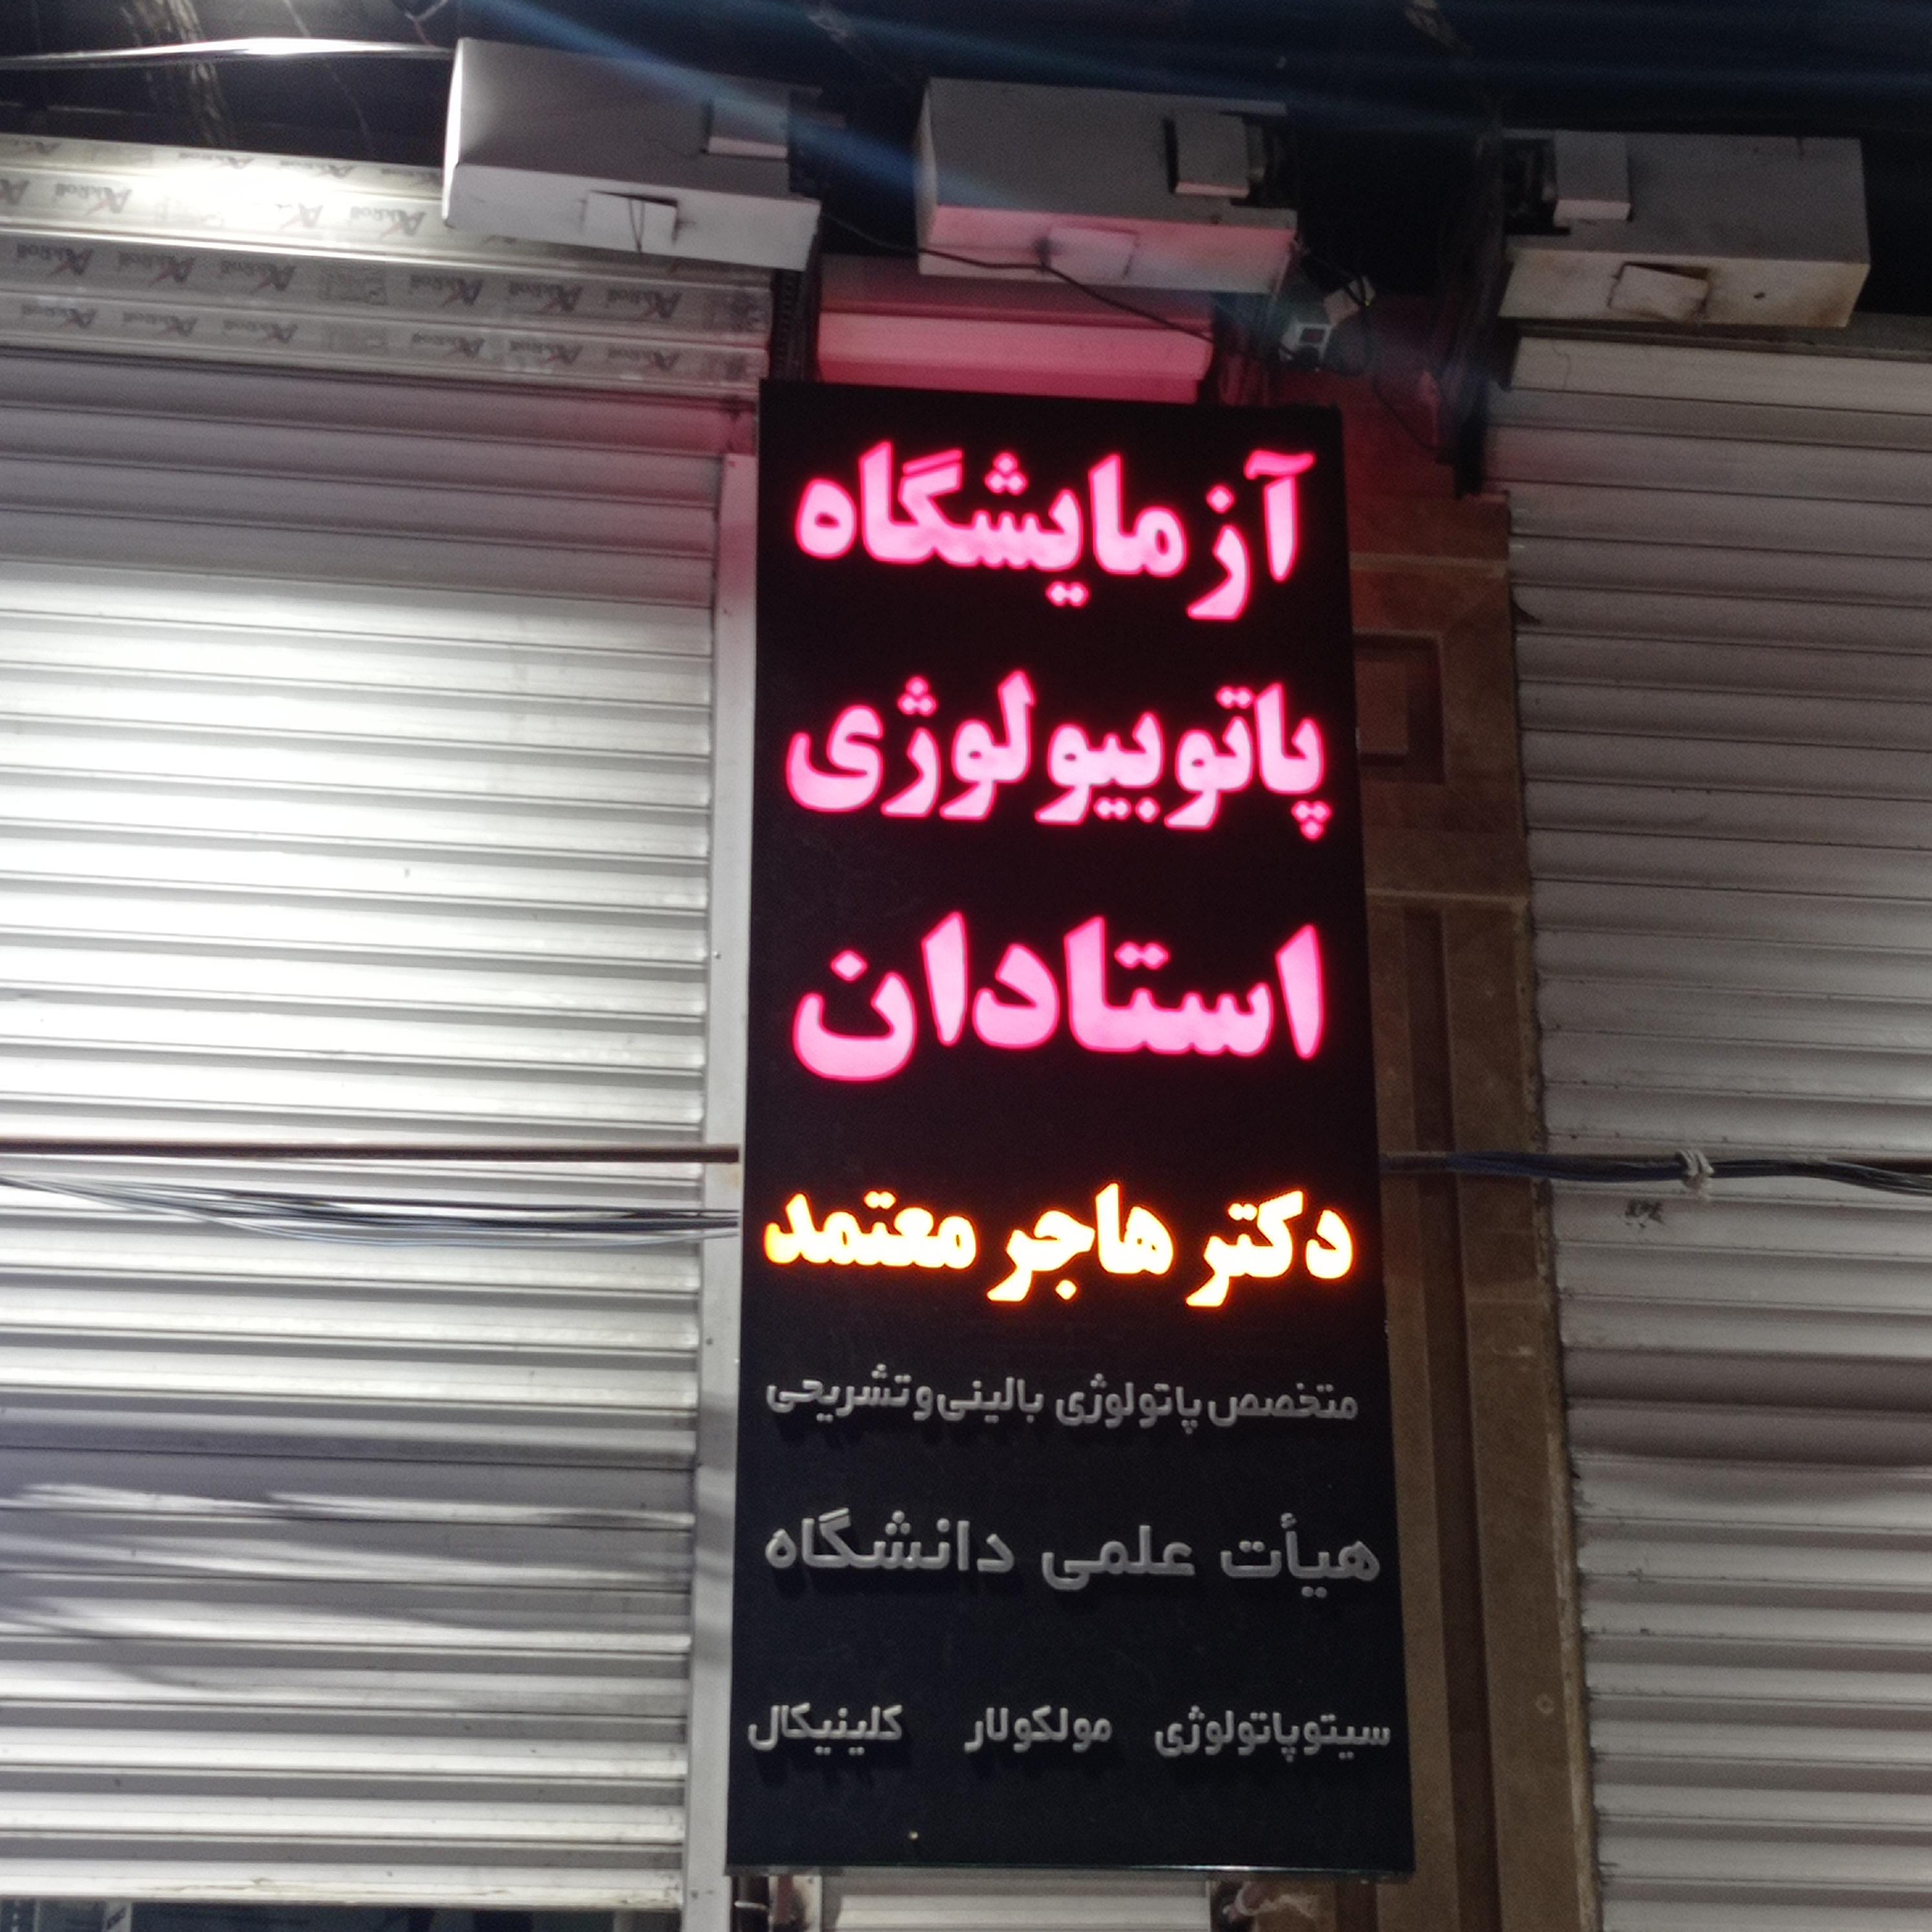 آزمایشگاه
پاتوبیولوژی
استادان
دکتر هاجر معتمد
متخصص پاتولوژی بالینی و تشریحی
هیأت علمی دانشگاه
سیتوپاتولوژی مولکولار کلینیکال